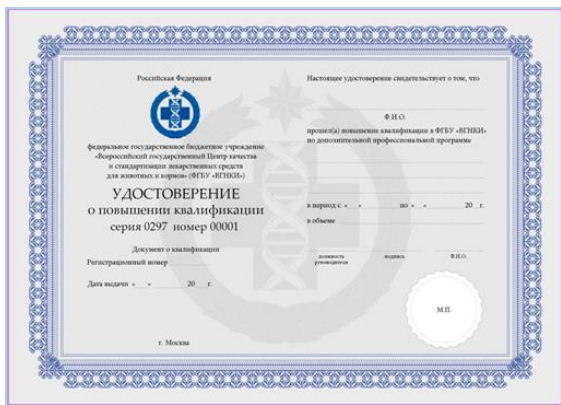 Российская Федерация
федеральное государственное бюджетное учреждение
«Всероссийский государственный Центр качества
и стандартизации лекарственных средств
для животных и кормов» (ФГБУ «ВГНКИ»)
УДОСТОВЕРЕНИЕ
о повышении квалификации
серия 0297 номер 00001
Документ о квалификации
Регистрационный номер
Дата выдачи « » 20 г.
г. Москва
Настоящее удостоверение свидетельствует о том, что
Ф.И.О.
прошел(а) повышение квалификации в ФГБУ «ВГНКИ»
по дополнительной профессиональной программе
в период с « » по « » 20 г.
в объеме
должность подпись Ф.И.О.
руководителя
М.П.